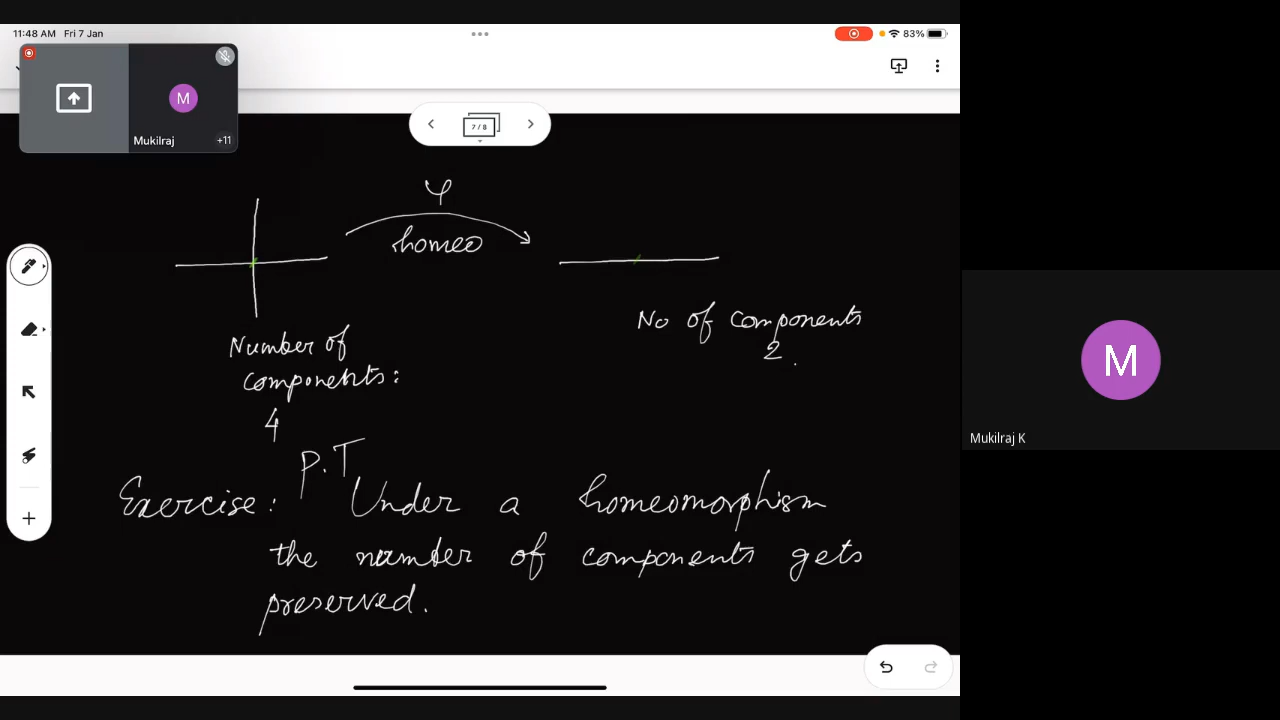 11:48 AM Fri 7 Jan
83%
M
Mukilraj +11
7 / 8
φ
homeo
Number of
components:
4
No of components
2.
P.T
Exercise: Under a homeomorphism
the number of components gets
preserved.
M
Mukilraj K